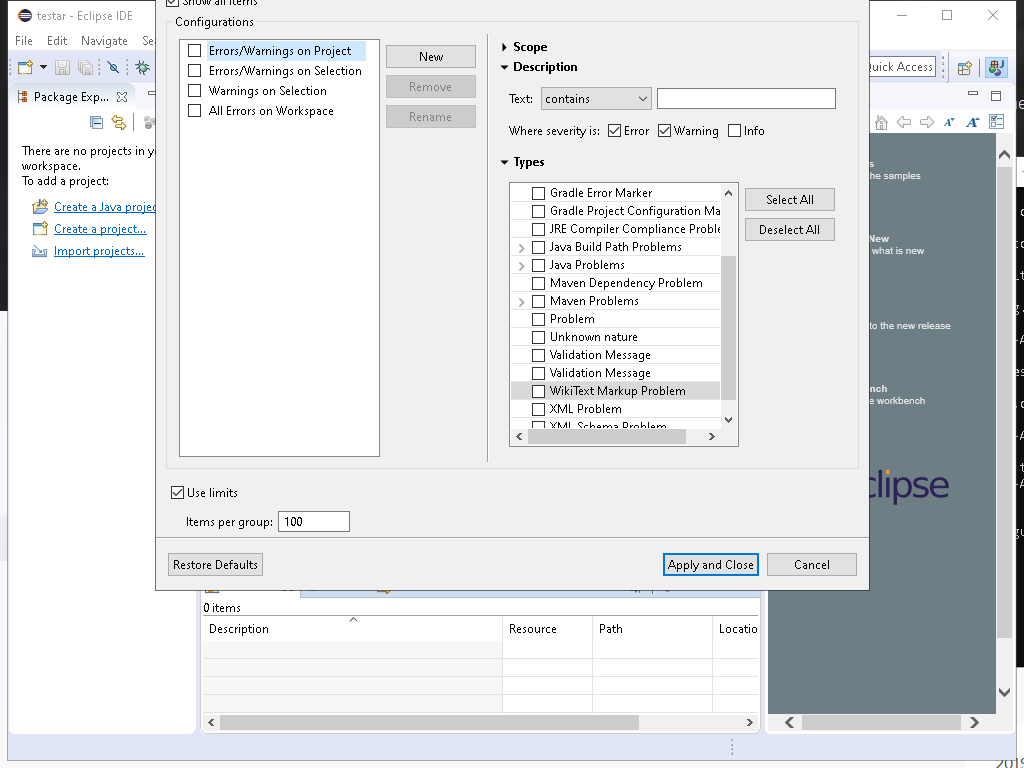 testar - Eclipse IDE
Show all items
File Edit Navigate Se
Quick Access
Configurations
Errors/Warnings on Project
Errors/Warnings on Selection
Warnings on Selection
All Errors on Workspace
New
Remove
Rename
Scope
Description
Text: contains
Where severity is: Error Warning Info
Types
Gradle Error Marker
Gradle Project Configuration Ma
JRE Compiler Compliance Proble
Java Build Path Problems
Java Problems
Maven Dependency Problem
Maven Problems
Problem
Unknown nature
Validation Message
Validation Message
WikiText Markup Problem
XML Problem
XML Schema Problem
Select All
Deselect All
Use limits
Items per group: 100
Restore Defaults
Apply and Close
Cancel
Package Exp...
There are no projects in y
workspace.
To add a project:
Create a Java projec
Create a project...
Import projects...
s
he samples
New
what is new
to the new release
nch
e workbench
clipse
0 items
Description Resource Path Locatio
2019